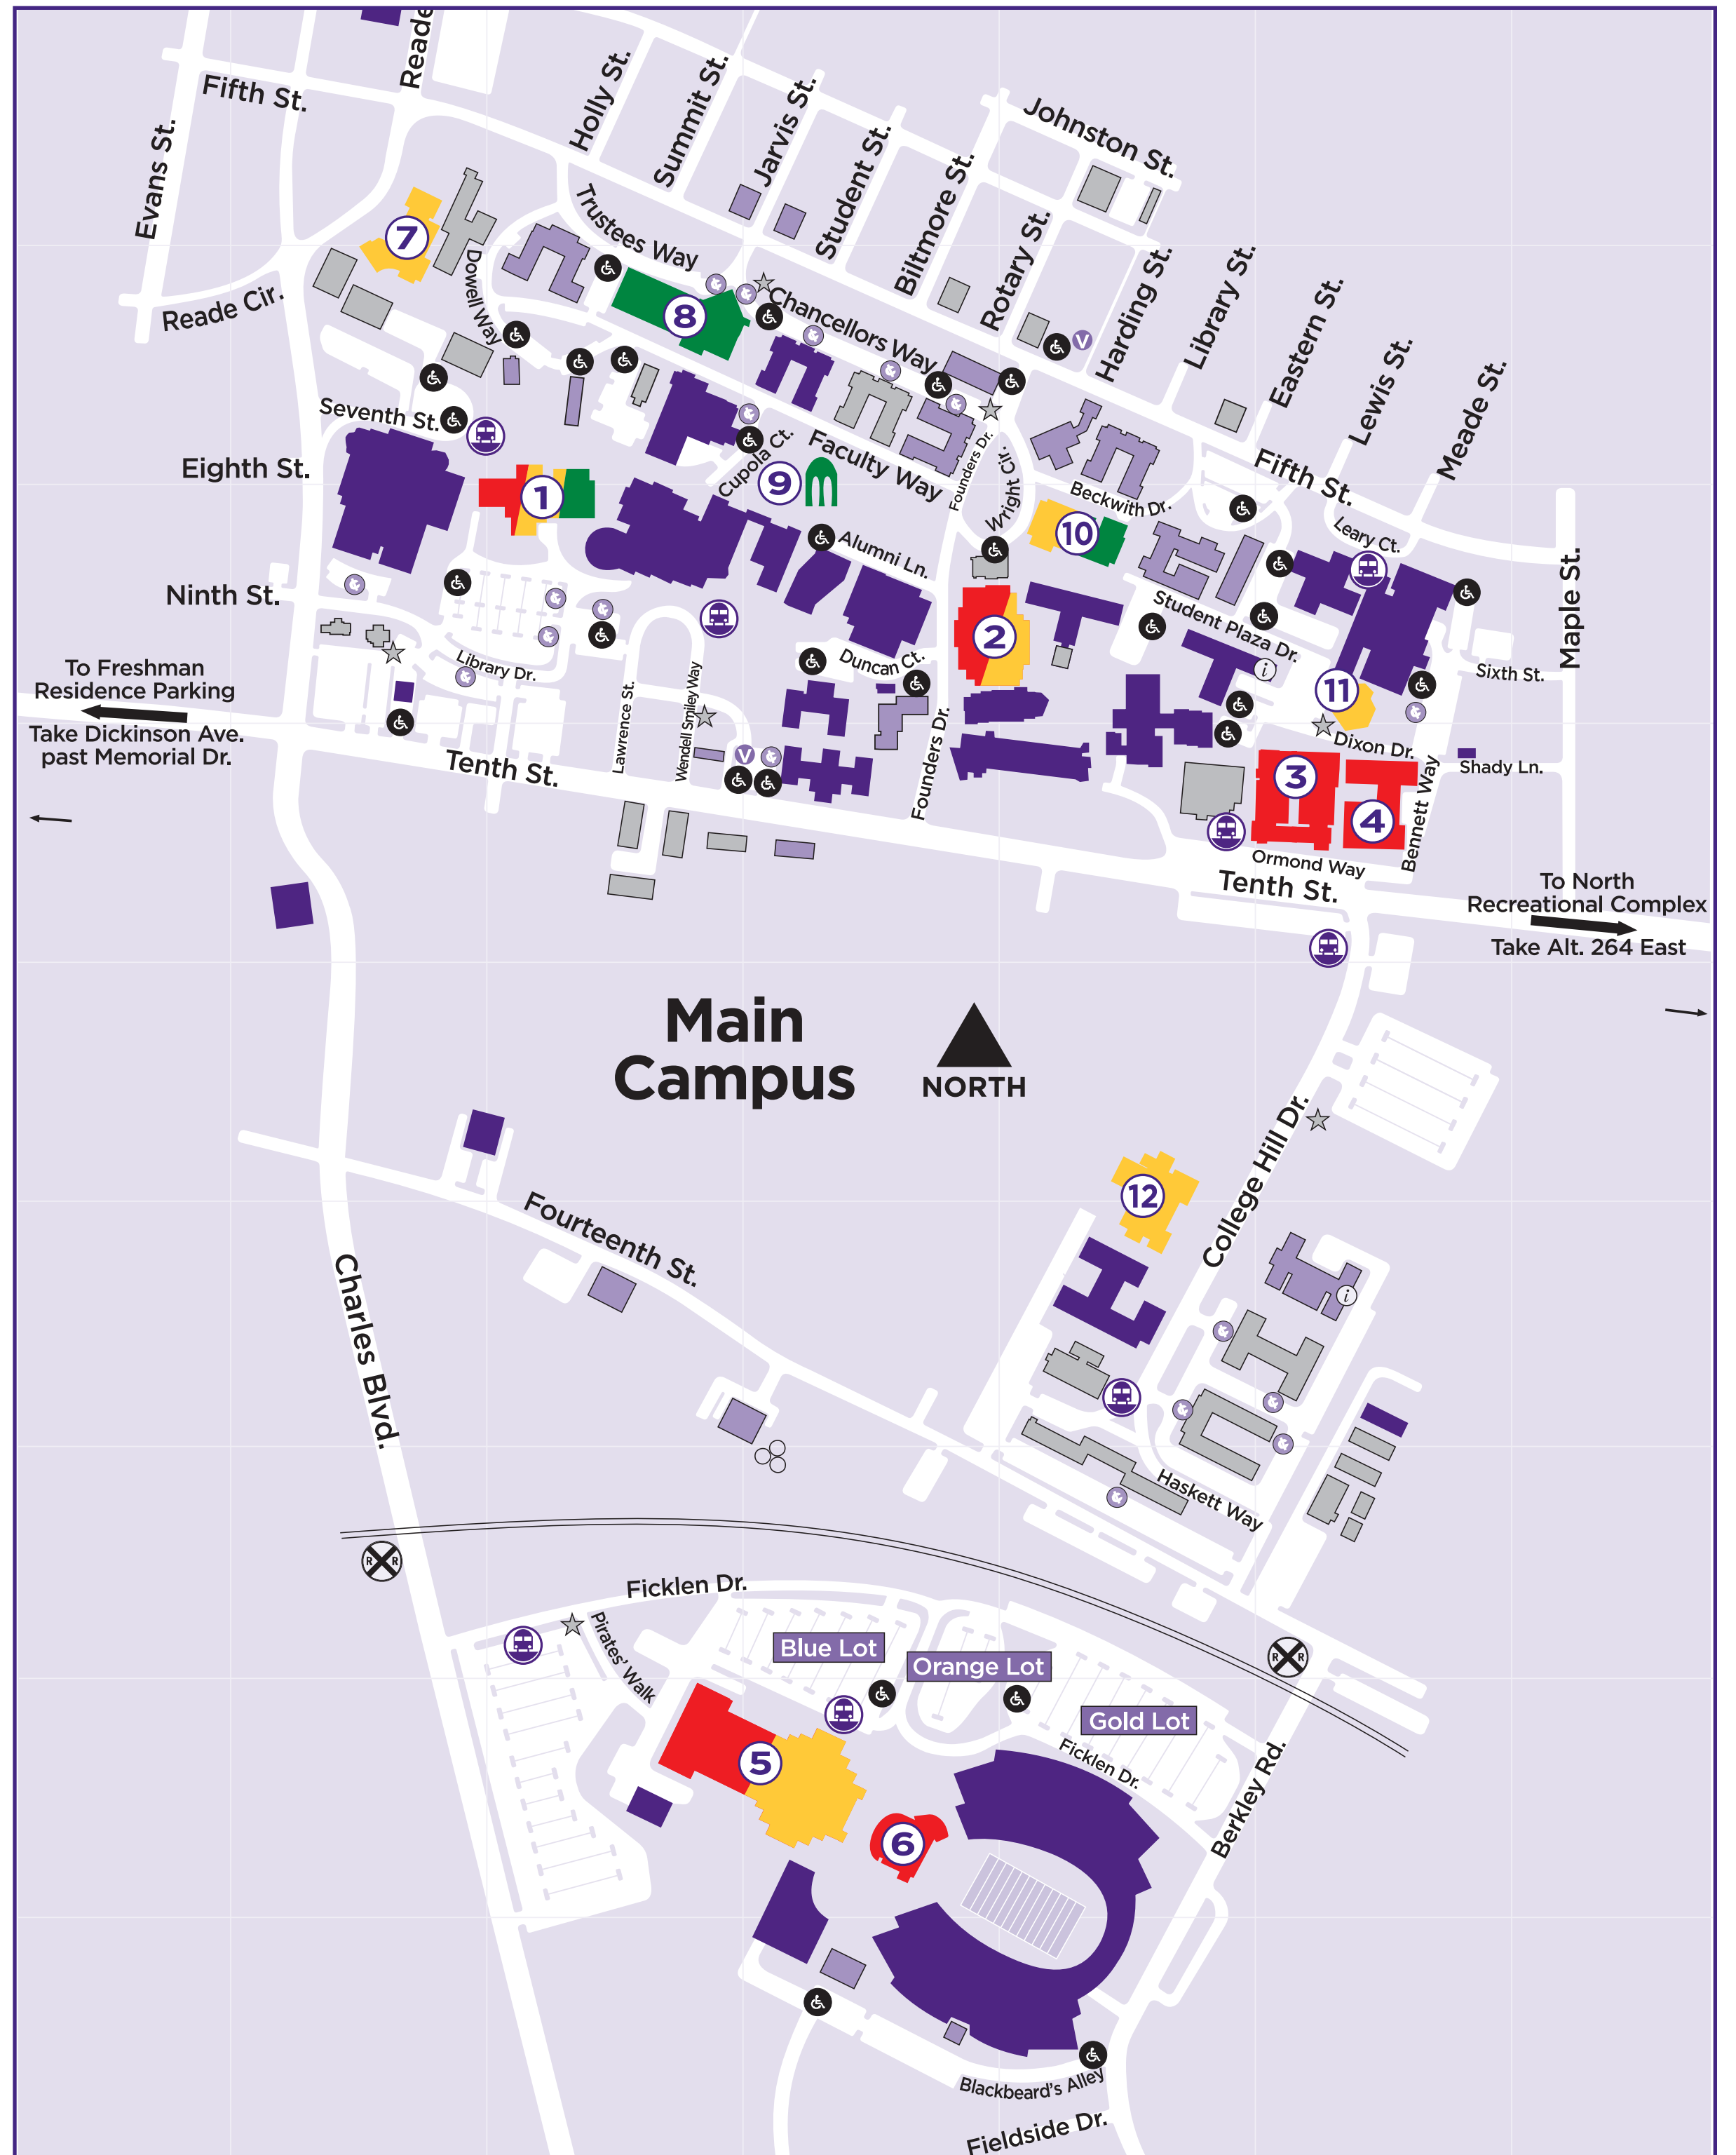 Reade
Fifth St.
Evans St.
Holly St.
Summit St.
Jarvis St.
Student St.
Biltmore St.
Johnston St.
Rotary St.
Harding St.
Library St.
Eastern St.
Lewis St.
Meade St.
Trustees Way
7
Dowell Way
Reade Cir.
8
Chancellors Way
V
Seventh St.
Eighth St.
1
Cupola Ct.
9
Faculty Way
Founders Dr.
Wright Cir.
Beckwith Dr.
10
Fifth St.
Leary Ct.
Maple St.
Ninth St.
Alumni Ln.
2
Student Plaza Dr.
i
Sixth St.
Library Dr.
Lawrence St.
Wendell Smiley Way
Duncan Ct.
Founders Dr.
11
Dixon Dr.
Shady Ln.
To Freshman
Residence Parking
Take Dickinson Ave.
past Memorial Dr.
V
Tenth St.
3
4
Bennett Way
Ormond Way
Tenth St.
To North
Recreational Complex
Take Alt. 264 East
Main
Campus
NORTH
College Hill Dr.
12
Fourteenth St.
Charles Blvd.
i
Haskett Way
R R
Ficklen Dr.
Pirates' Walk
Blue Lot
Orange Lot
Gold Lot
R R
Ficklen Dr.
Berkley Rd.
5
6
Blackbeard's Alley
Fieldside Dr.